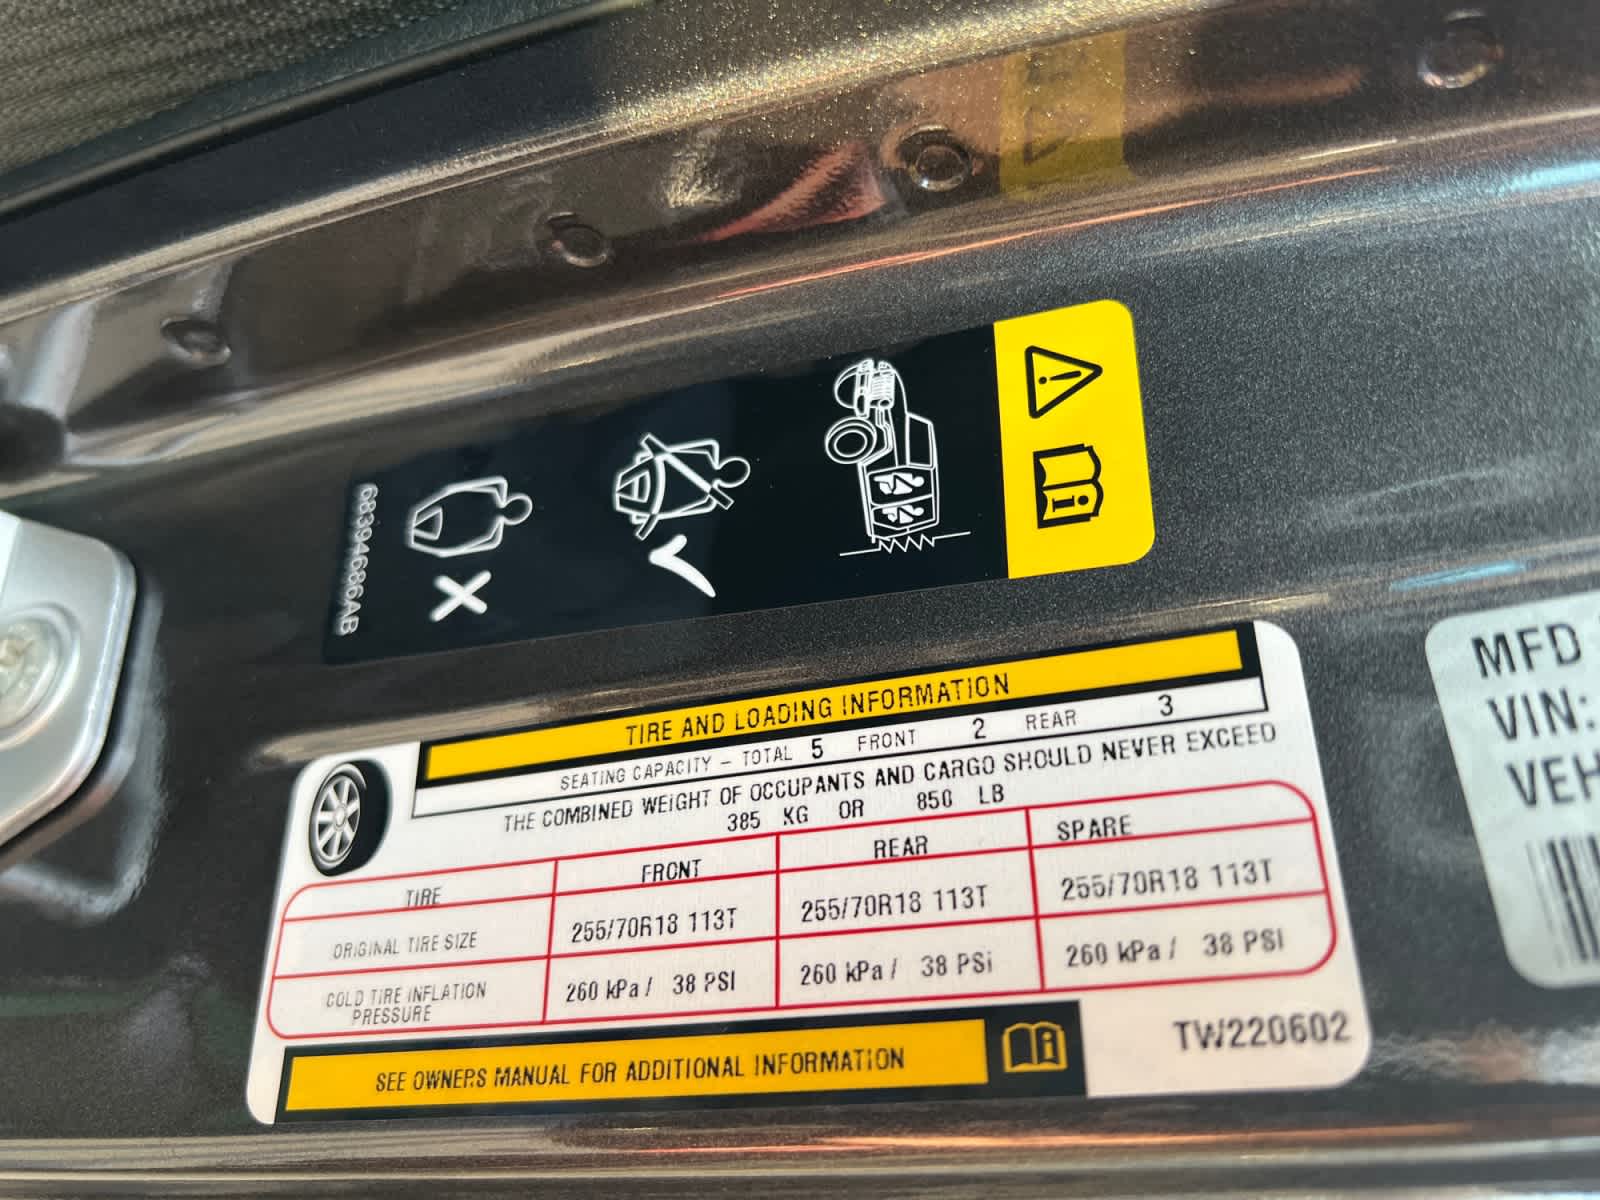 68394686AB
TIRE AND LOADING INFORMATION
SEATING CAPACITY - TOTAL 5 FRONT 2 REAR 3
THE COMBINED WEIGHT OF OCCUPANTS AND CARGO SHOULD NEVER EXCEED
385 KG OR 850 LB
TIRE FRONT REAR SPARE
ORIGINAL TIRE SIZE 255/70R18 113T 255/70R18 113T 255/70R18 113T
COLD TIRE INFLATION PRESSURE 260 kPa / 38 PSI 260 kPa / 38 PSI 260 kPa / 38 PSI
SEE OWNERS MANUAL FOR ADDITIONAL INFORMATION
TW220602
MFD
VIN:
VEH